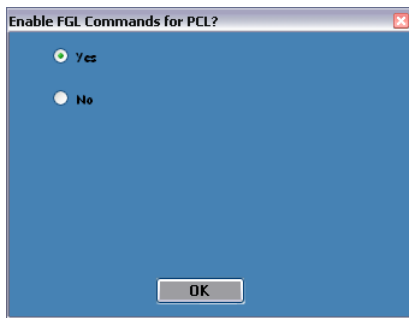 Enable FGL Commands for PCL?
Yes
No
OK